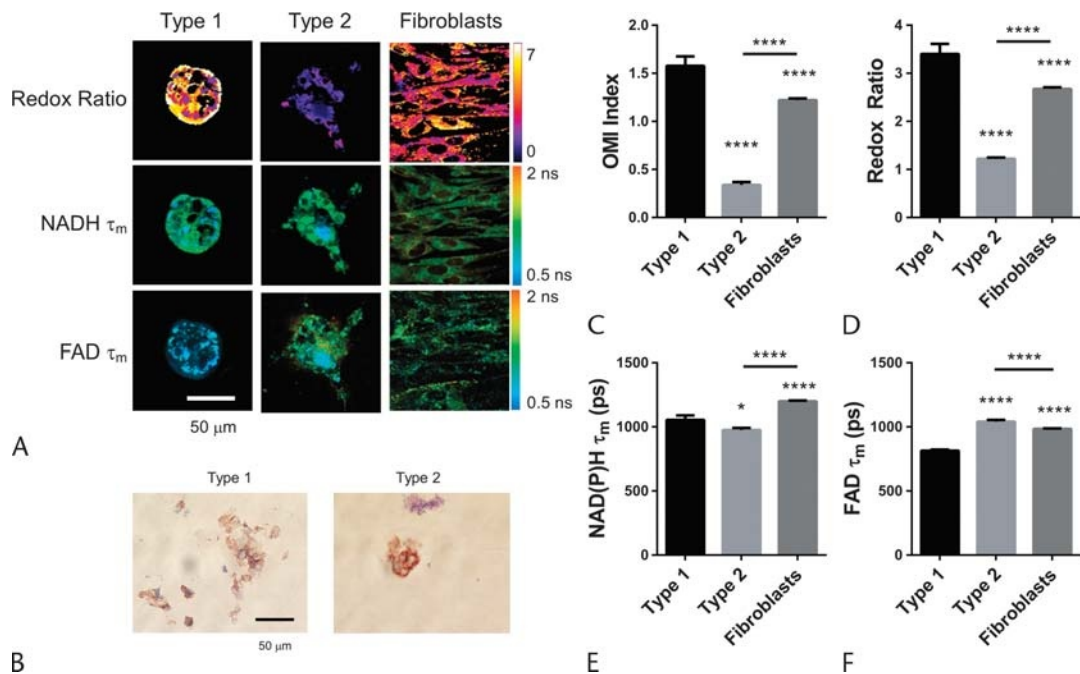 Type 1 Type 2 Fibroblasts
Redox Ratio
7
0
NADH τm
2 ns
0.5 ns
FAD τm
2 ns
0.5 ns
50 μm
A
Type 1 Type 2
50 μm
B
OMI Index
2.0
1.5
1.0
0.5
0.0
****
****
****
Type 1
Type 2
Fibroblasts
C
Redox Ratio
4
3
2
1
0
****
****
****
Type 1
Type 2
Fibroblasts
D
NAD(P)H τm (ps)
1500
1000
500
0
****
*
****
Type 1
Type 2
Fibroblasts
E
FAD τm (ps)
1500
1000
500
0
****
****
****
Type 1
Type 2
Fibroblasts
F